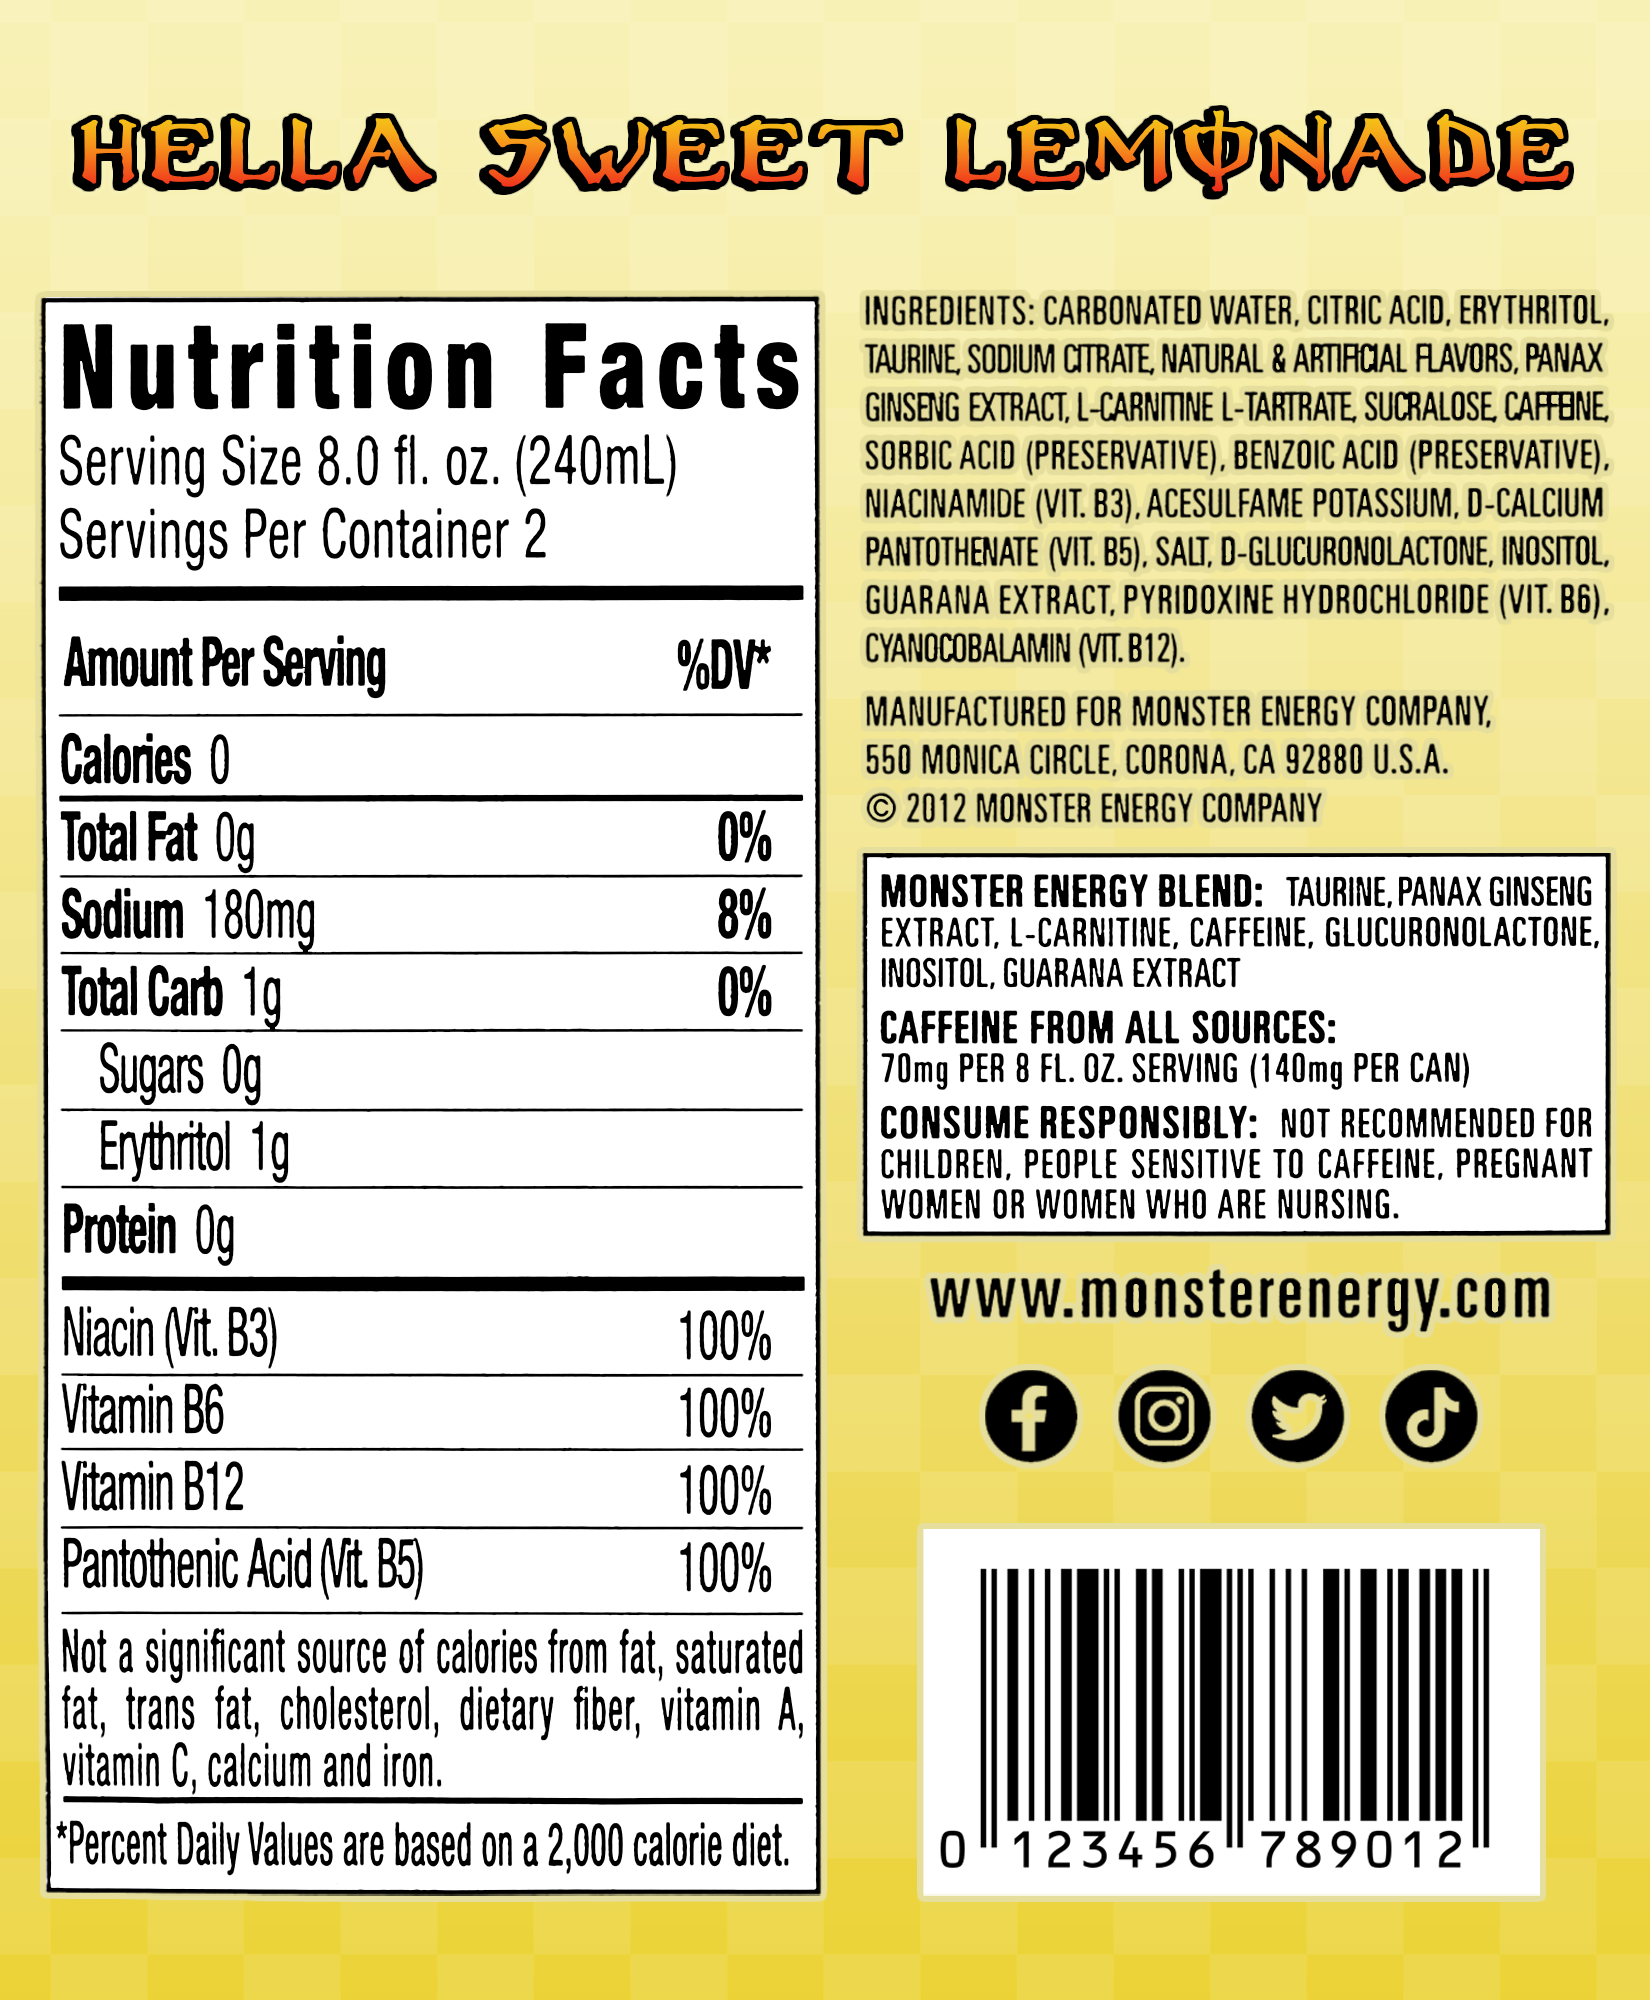 HELLA SWEET LEMONADE
Nutrition Facts
Serving Size 8.0 fl. oz. (240mL)
Servings Per Container 2
Amount Per Serving %DV*
Calories 0
Total Fat 0g 0%
Sodium 180mg 8%
Total Carb 1g 0%
Sugars 0g
Erythritol 1g
Protein 0g
Niacin (Vit. B3) 100%
Vitamin B6 100%
Vitamin B12 100%
Pantothenic Acid (Vit. B5) 100%
Not a significant source of calories from fat, saturated
fat, trans fat, cholesterol, dietary fiber, vitamin A,
vitamin C, calcium and iron.
*Percent Daily Values are based on a 2,000 calorie diet.
INGREDIENTS: CARBONATED WATER, CITRIC ACID, ERYTHRITOL,
TAURINE, SODIUM CITRATE, NATURAL & ARTIFICIAL FLAVORS, PANAX
GINSENG EXTRACT, L-CARNITINE L-TARTRATE, SUCRALOSE, CAFFEINE,
SORBIC ACID (PRESERVATIVE), BENZOIC ACID (PRESERVATIVE),
NIACINAMIDE (VIT. B3), ACESULFAME POTASSIUM, D-CALCIUM
PANTOTHENATE (VIT. B5), SALT, D-GLUCURONOLACTONE, INOSITOL,
GUARANA EXTRACT, PYRIDOXINE HYDROCHLORIDE (VIT. B6),
CYANOCOBALAMIN (VIT. B12).
MANUFACTURED FOR MONSTER ENERGY COMPANY,
550 MONICA CIRCLE, CORONA, CA 92880 U.S.A.
© 2012 MONSTER ENERGY COMPANY
MONSTER ENERGY BLEND: TAURINE, PANAX GINSENG
EXTRACT, L-CARNITINE, CAFFEINE, GLUCURONOLACTONE,
INOSITOL, GUARANA EXTRACT
CAFFEINE FROM ALL SOURCES:
70mg PER 8 FL. OZ. SERVING (140mg PER CAN)
CONSUME RESPONSIBLY: NOT RECOMMENDED FOR
CHILDREN, PEOPLE SENSITIVE TO CAFFEINE, PREGNANT
WOMEN OR WOMEN WHO ARE NURSING.
www.monsterenergy.com
0 123456 789012